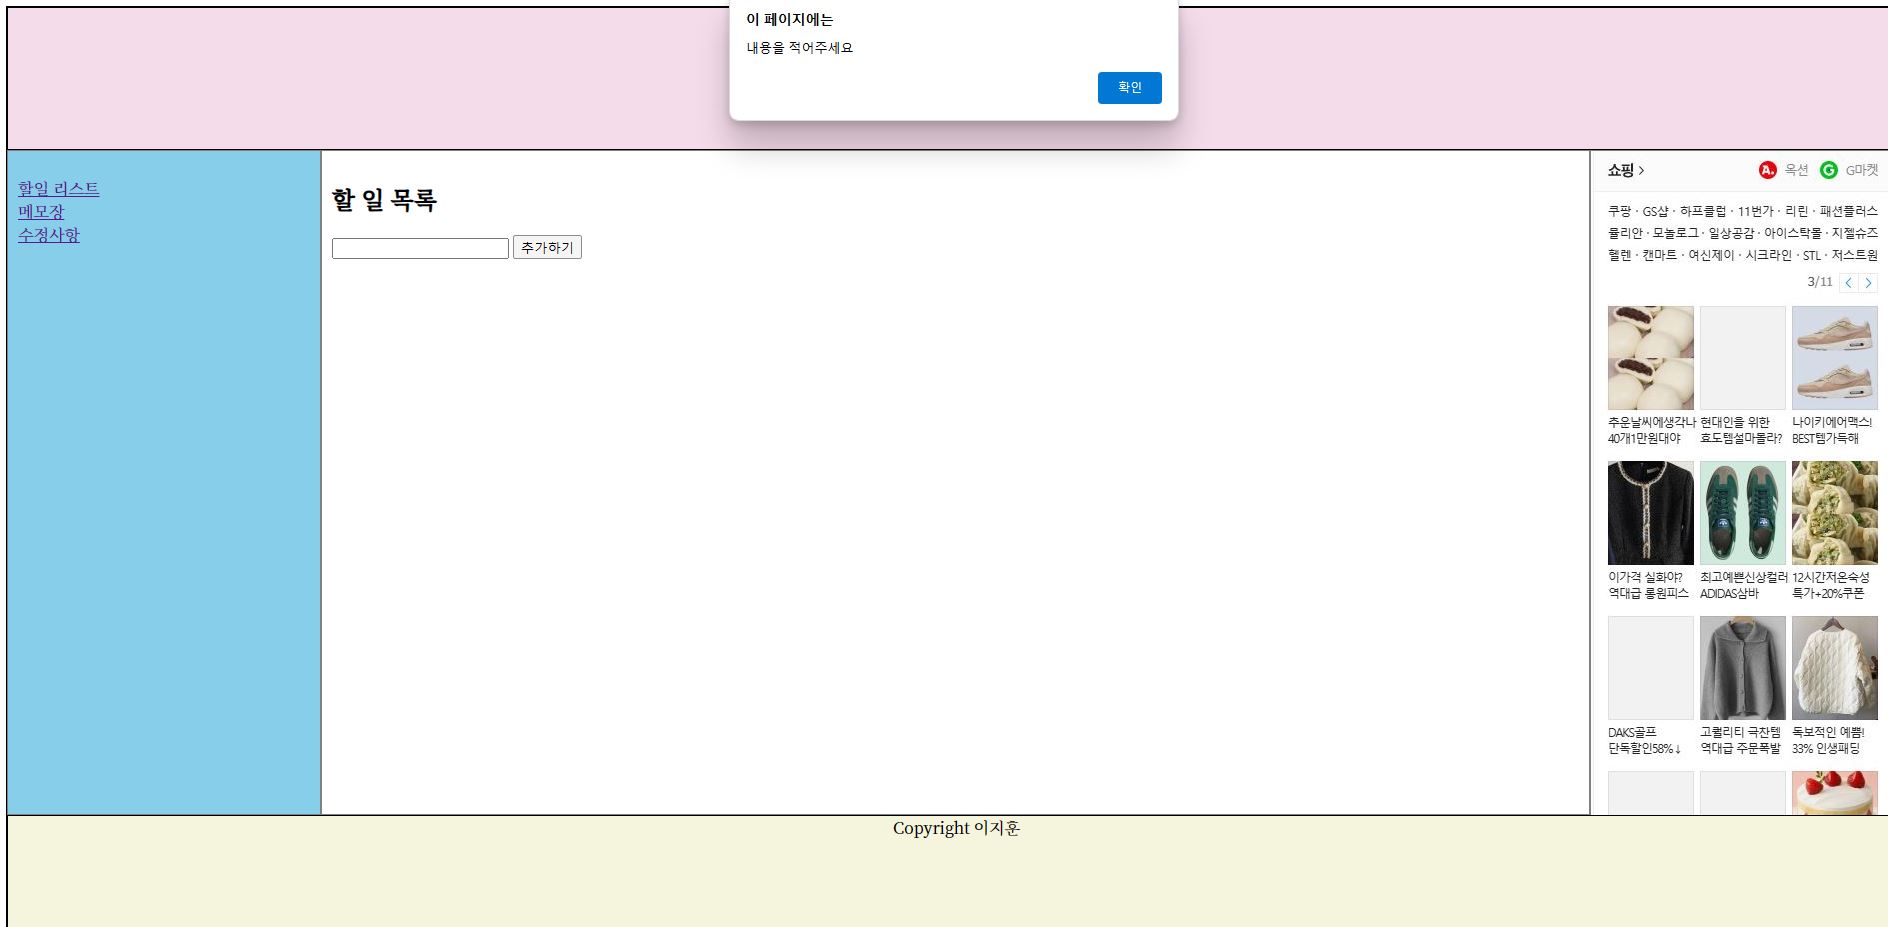 이 페이지에는
내용을 적어주세요
확인
할일 리스트
메모장
수정사항
할 일 목록
추가하기
쇼핑 >
A. 옥션 G G마켓
쿠팡 · GS샵 · 하프클럽 · 11번가 · 리린 · 패션플러스
률리안 · 모놀로그 · 일상공감 · 아이스탁몰 · 지젤슈즈
헬렌 · 캔마트 · 여신제이 · 시크라인 · STL · 저스트원
3/11 < >
추운날씨에생각나
40개1만원대야
현대인을 위한
효도템설마몰라?
나이키에어맥스!
BEST템가득해
이가격 실화야?
역대급 롱원피스
최고예쁜신상컬러
ADIDAS삼바
12시간저온숙성
특가+20%쿠폰
DAKS골프
단독할인58%↓
고퀄리티 극찬템
역대급 주문폭발
독보적인 예쁨!
33% 인생패딩
Copyright 이지훈